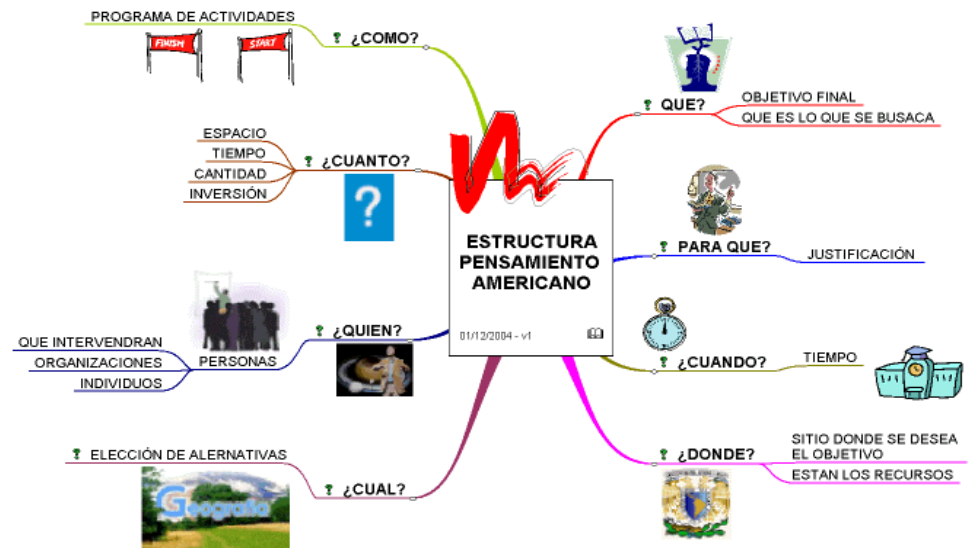 PROGRAMA DE ACTIVIDADES
¿COMO?
FINISH
START
ESPACIO
TIEMPO
CANTIDAD
INVERSIÓN
¿CUANTO?
?
QUE INTERVENDRAN
ORGANIZACIONES
INDIVIDUOS
PERSONAS
¿QUIEN?
ELECCIÓN DE ALERNATIVAS
¿CUAL?
Geografía
ESTRUCTURA
PENSAMIENTO
AMERICANO
01/12/2004 - v1
QUE?
OBJETIVO FINAL
QUE ES LO QUE SE BUSACA
PARA QUE?
JUSTIFICACIÓN
¿CUANDO?
TIEMPO
¿DONDE?
SITIO DONDE SE DESEA
EL OBJETIVO
ESTAN LOS RECURSOS